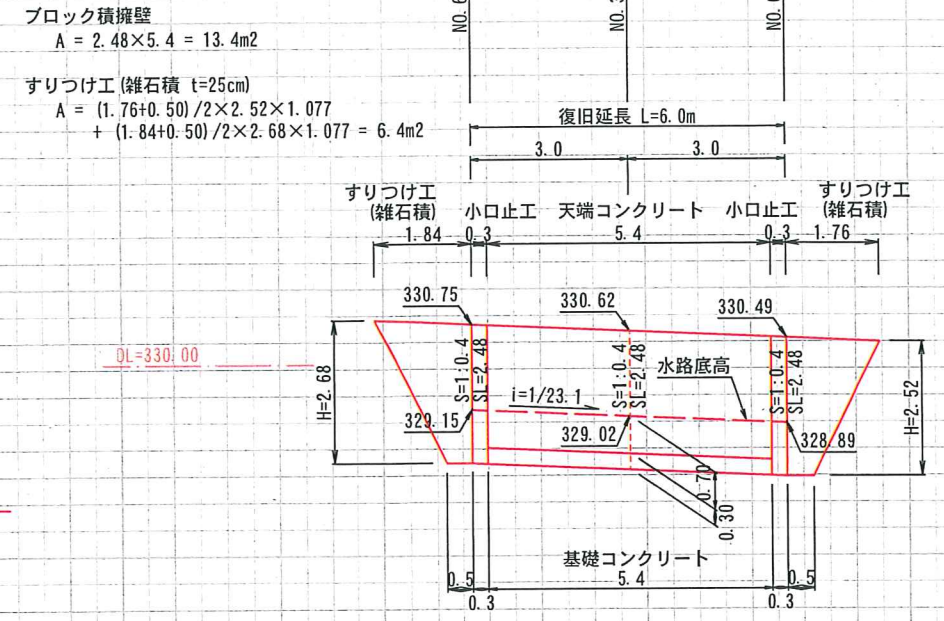 ブロック積擁壁
A = 2.48×5.4 = 13.4m2
すりつけ工(雑石積 t=25cm)
A = (1.76+0.50)/2×2.52×1.077
+ (1.84+0.50)/2×2.68×1.077 = 6.4m2
NO.
NO.
NO.
復旧延長 L=6.0m
3.0 3.0
すりつけ工
(雑石積)
小口止工
天端コンクリート
小口止工
すりつけ工
(雑石積)
1.84 0.3 5.4 0.3 1.76
330.75
330.62
330.49
DL=330.00
H=2.68
S=1:0.4
SL=2.48
S=1:0.4
SL=2.48
S=1:0.4
SL=2.48
H=2.52
水路底高
i=1/23.1
329.15
329.02
328.89
0.70
0.30
基礎コンクリート
0.5 5.4 0.5
0.3 0.3